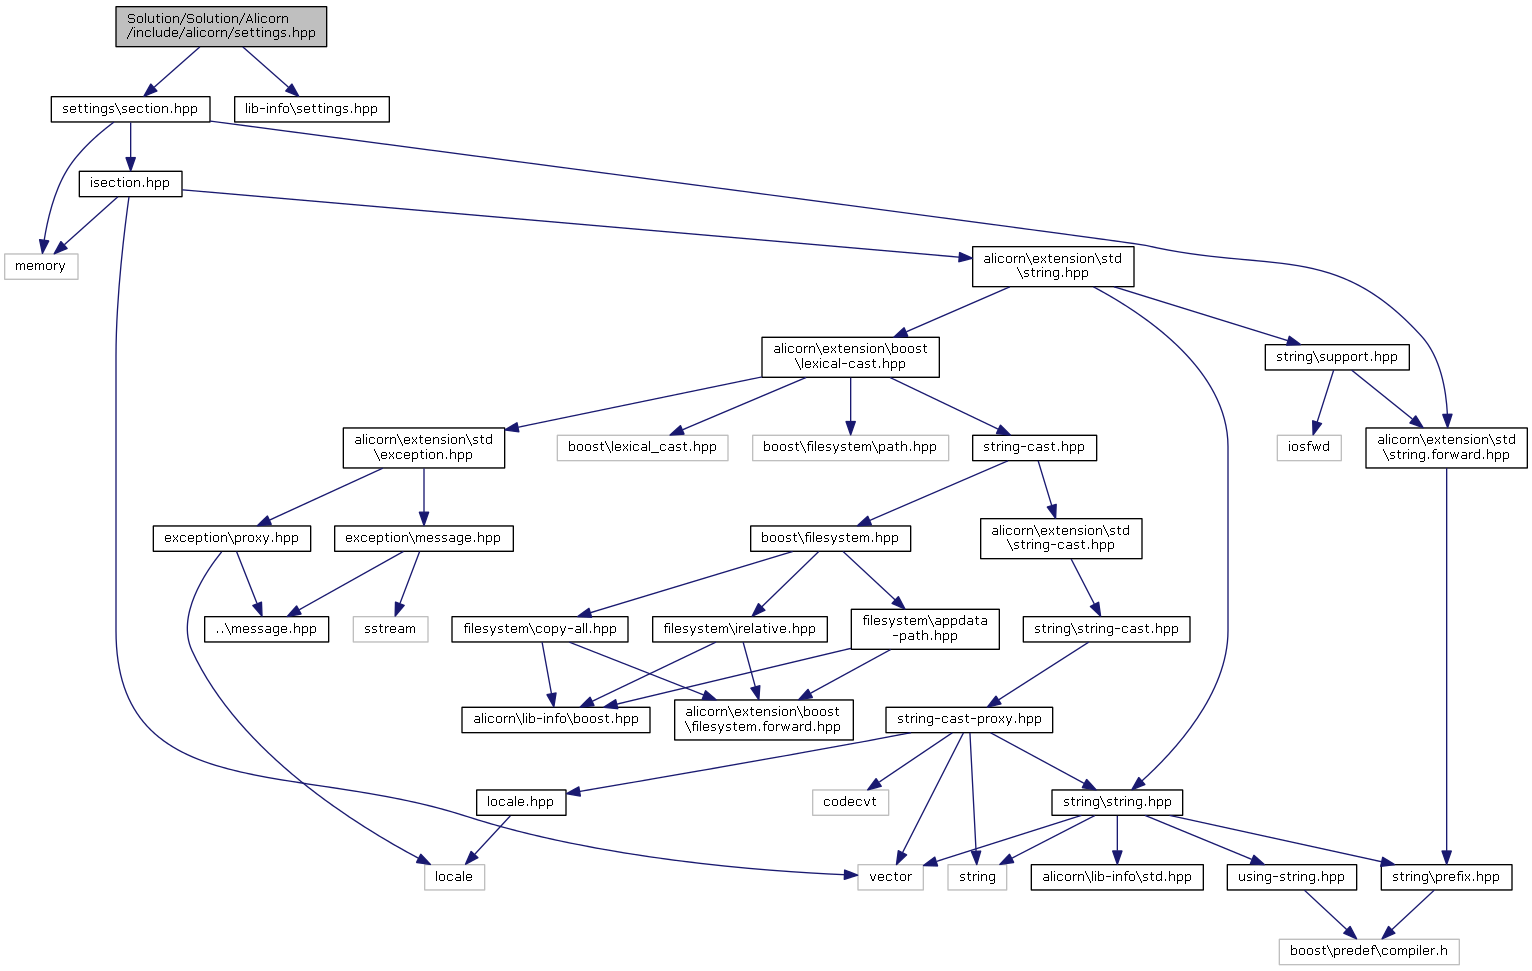 Solution/Solution/Alicorn
/include/alicorn/settings.hpp
settings\section.hpp
lib-info\settings.hpp
isection.hpp
memory
alicorn\extension\std
\string.hpp
alicorn\extension\boost
\lexical-cast.hpp
string\support.hpp
alicorn\extension\std
\exception.hpp
boost\lexical_cast.hpp
boost\filesystem\path.hpp
string-cast.hpp
iosfwd
alicorn\extension\std
\string.forward.hpp
exception\proxy.hpp
exception\message.hpp
boost\filesystem.hpp
alicorn\extension\std
\string-cast.hpp
..\message.hpp
sstream
filesystem\copy-all.hpp
filesystem\irelative.hpp
filesystem\appdata
-path.hpp
string\string-cast.hpp
alicorn\lib-info\boost.hpp
alicorn\extension\boost
\filesystem.forward.hpp
string-cast-proxy.hpp
locale.hpp
codecvt
string\string.hpp
locale
vector
string
alicorn\lib-info\std.hpp
using-string.hpp
string\prefix.hpp
boost\predef\compiler.h